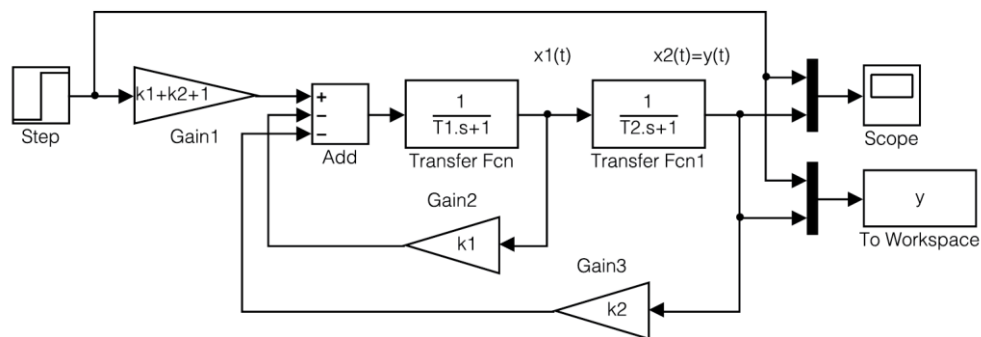 x1(t)
x2(t)=y(t)
k1+k2+1
+
−
−
1
T1.s+1
1
T2.s+1
Step
Gain1
Add
Transfer Fcn
Transfer Fcn1
Scope
Gain2
k1
y
To Workspace
Gain3
k2